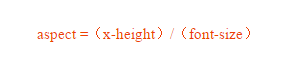 aspect =（x-height）/（font-size）